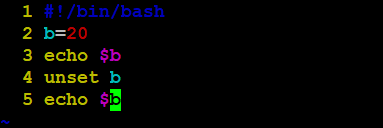 1 #!/bin/bash
2 b=20
3 echo $b
4 unset b
5 echo $b
~